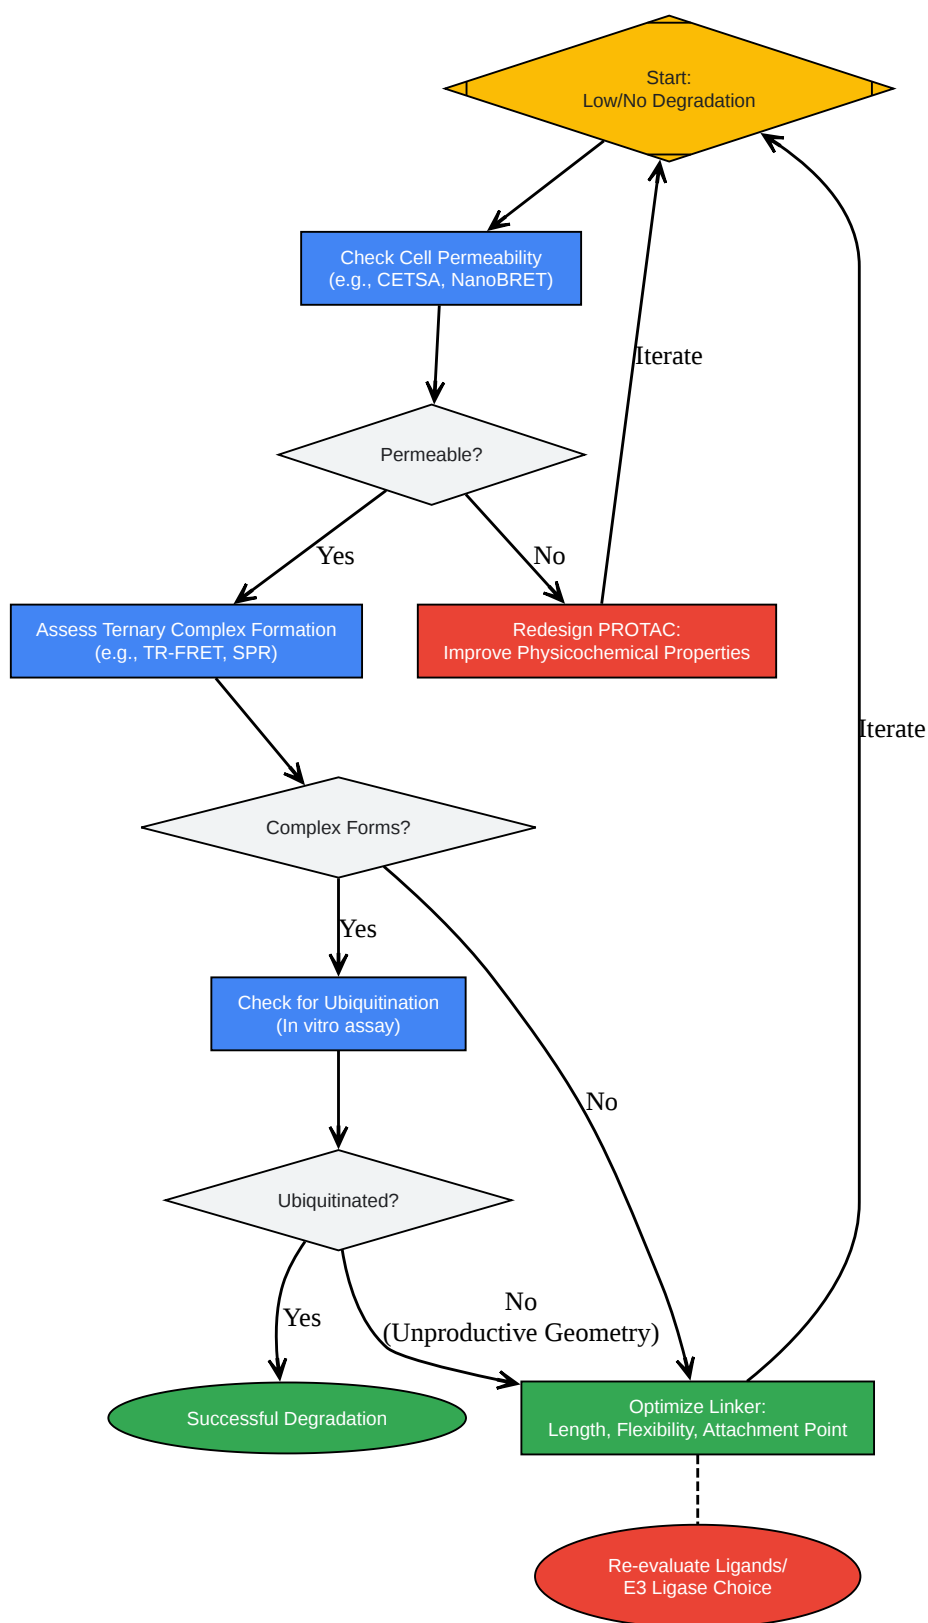 Start:
Low/No Degradation
Check Cell Permeability
(e.g., CETSA, NanoBRET)
Iterate
Permeable?
Yes
No
Assess Ternary Complex Formation
(e.g., TR-FRET, SPR)
Redesign PROTAC:
Improve Physicochemical Properties
Iterate
Complex Forms?
Yes
Check for Ubiquitination
(In vitro assay)
No
Ubiquitinated?
Yes
No
(Unproductive Geometry)
Successful Degradation
Optimize Linker:
Length, Flexibility, Attachment Point
Re-evaluate Ligands/
E3 Ligase Choice